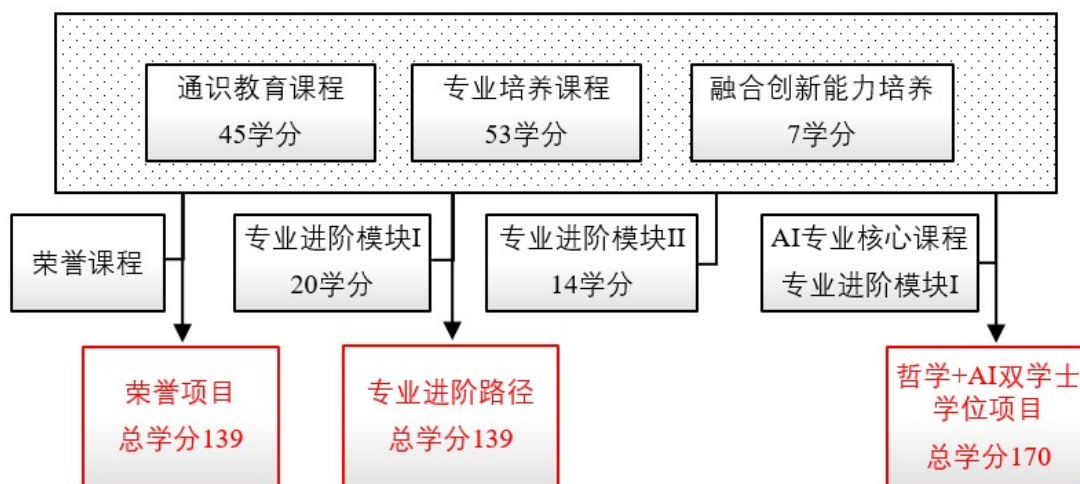 通识教育课程
45学分
专业培养课程
53学分
融合创新能力培养
7学分
荣誉课程
专业进阶模块I
20学分
专业进阶模块II
14学分
AI专业核心课程
专业进阶模块I
荣誉项目
总学分139
专业进阶路径
总学分139
哲学+AI双学士
学位项目
总学分170